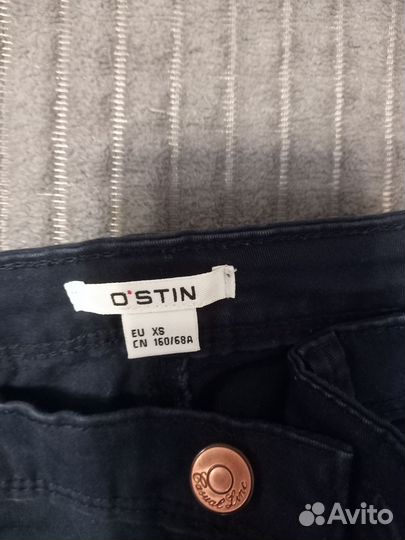 O'STIN
EU XS
CN 160/68A
Casual Line
Avito